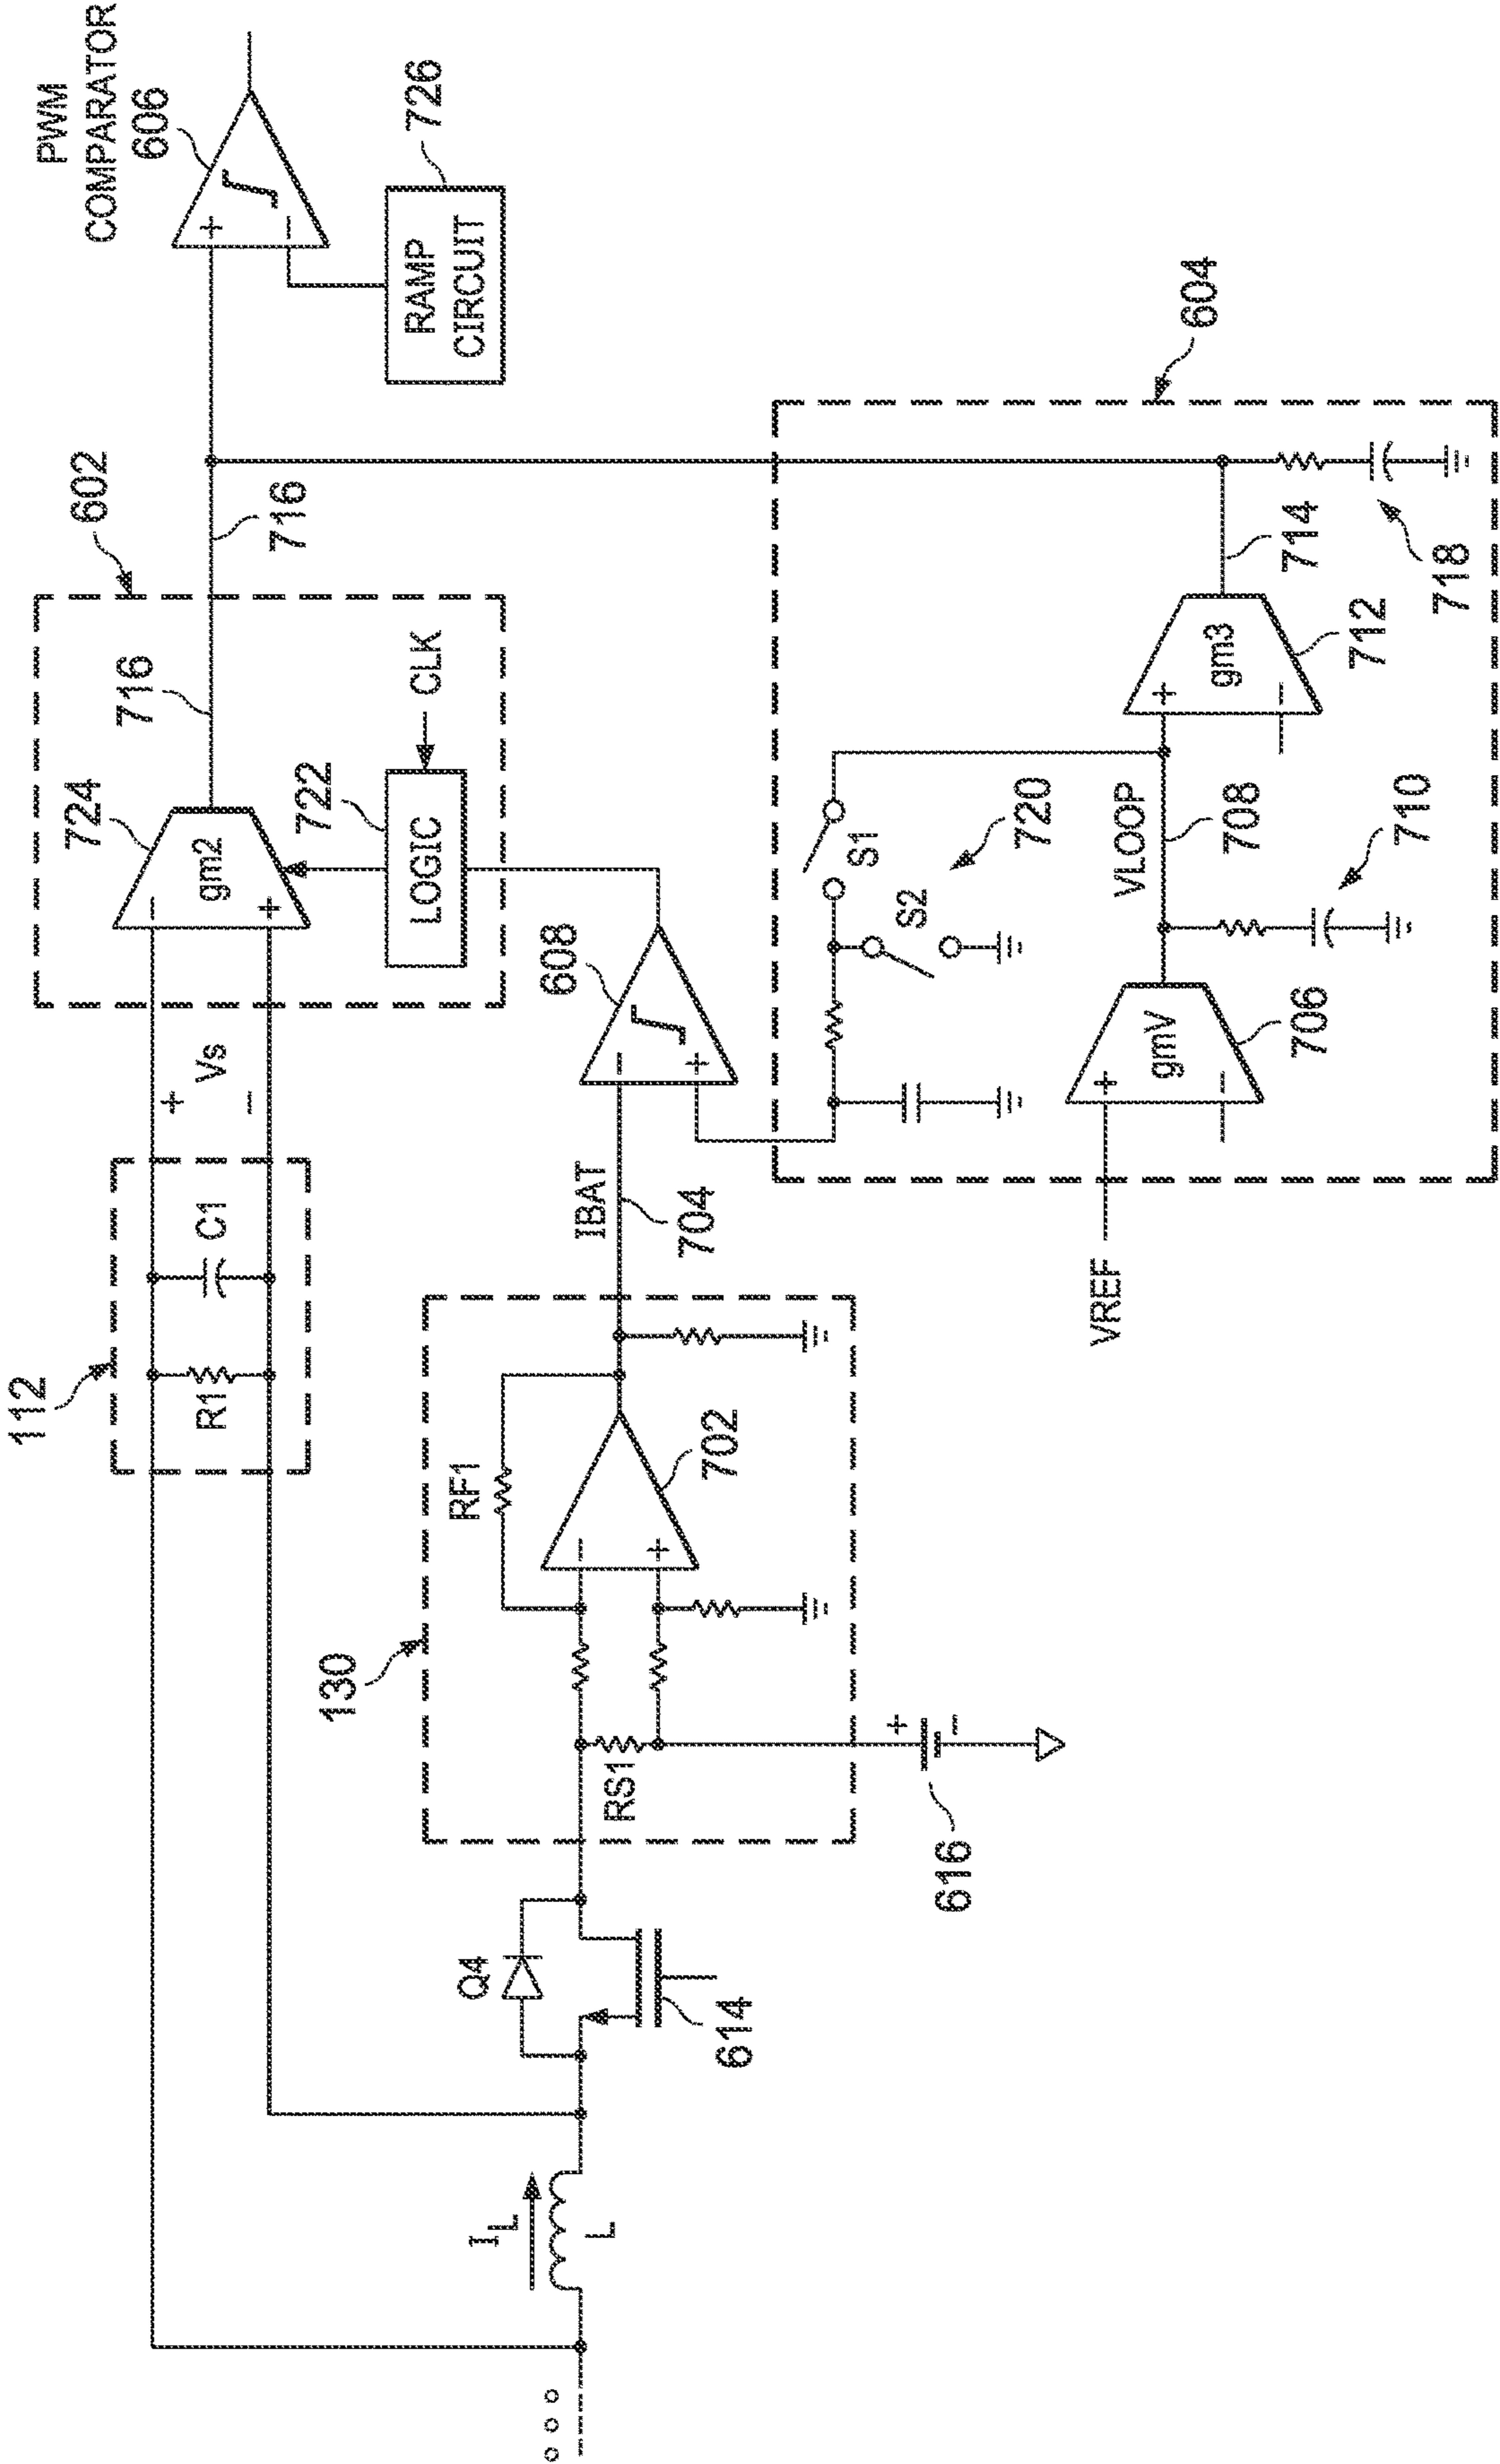 PWM
COMPARATOR
606
+
−
726
RAMP
CIRCUIT
602
716
716
724
gm2
−
+
722
LOGIC
CLK
604
112
R1
C1
+
Vs
−
608
−
+
IBAT
704
130
RF1
702
−
+
RS1
616
+
−
Q4
614
IL
L
S1
S2
720
VLOOP
708
710
VREF
gmV
+
−
706
gm3
+
−
712
714
718